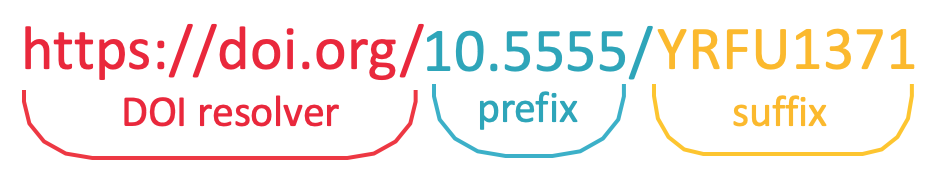 https://doi.org/10.5555/YRFU1371
DOI resolver prefix suffix